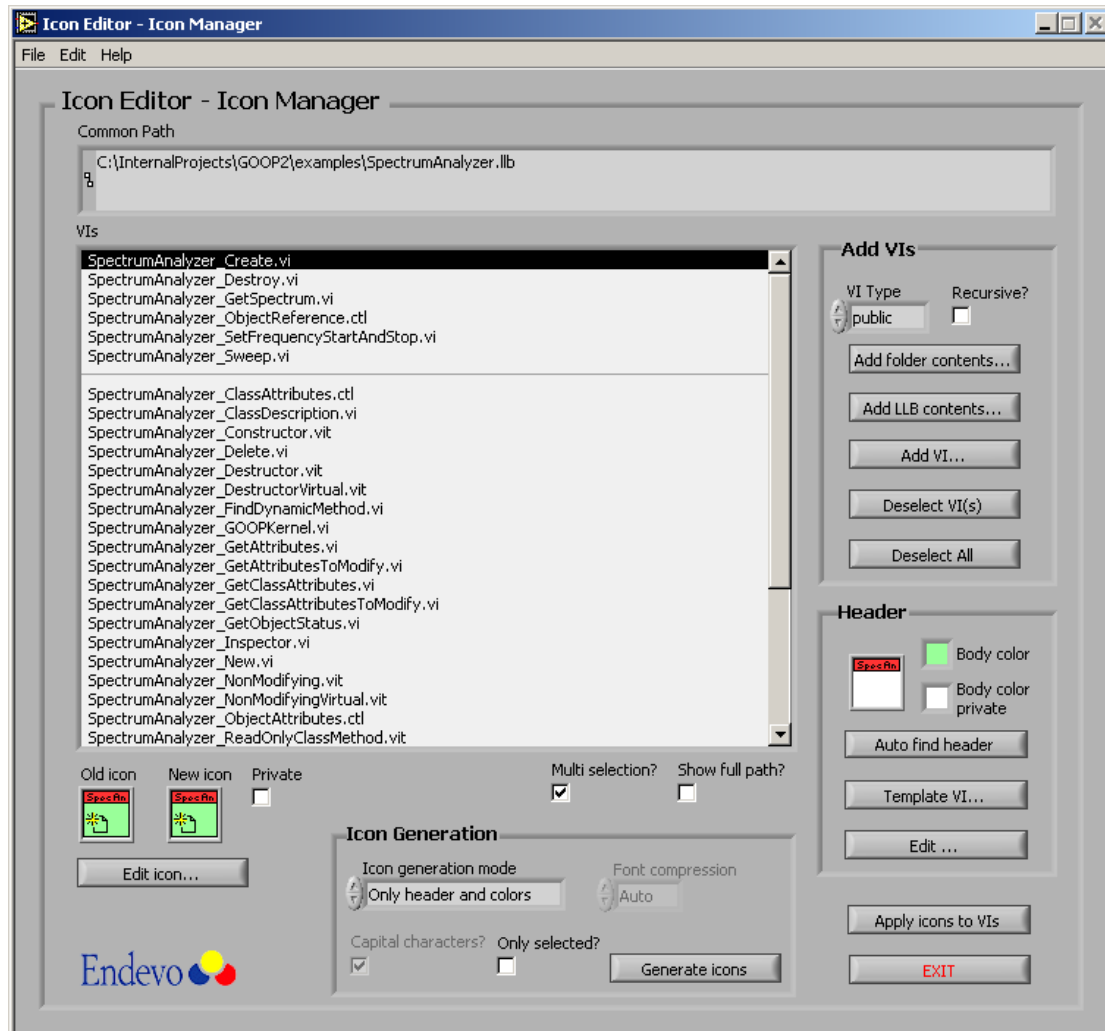 Icon Editor - Icon Manager
File Edit Help
Icon Editor - Icon Manager
Common Path
C:\InternalProjects\GOOP2\examples\SpectrumAnalyzer.llb
VIs
SpectrumAnalyzer_Create.vi
SpectrumAnalyzer_Destroy.vi
SpectrumAnalyzer_GetSpectrum.vi
SpectrumAnalyzer_ObjectReference.ctl
SpectrumAnalyzer_SetFrequencyStartAndStop.vi
SpectrumAnalyzer_Sweep.vi
SpectrumAnalyzer_ClassAttributes.ctl
SpectrumAnalyzer_ClassDescription.vi
SpectrumAnalyzer_Constructor.vit
SpectrumAnalyzer_Delete.vi
SpectrumAnalyzer_Destructor.vit
SpectrumAnalyzer_DestructorVirtual.vit
SpectrumAnalyzer_FindDynamicMethod.vi
SpectrumAnalyzer_GOOPKernel.vi
SpectrumAnalyzer_GetAttributes.vi
SpectrumAnalyzer_GetAttributesToModify.vi
SpectrumAnalyzer_GetClassAttributes.vi
SpectrumAnalyzer_GetClassAttributesToModify.vi
SpectrumAnalyzer_GetObjectStatus.vi
SpectrumAnalyzer_Inspector.vi
SpectrumAnalyzer_New.vi
SpectrumAnalyzer_NonModifying.vit
SpectrumAnalyzer_NonModifyingVirtual.vit
SpectrumAnalyzer_ObjectAttributes.ctl
SpectrumAnalyzer_ReadOnlyClassMethod.vit
Add VIs
VI Type Recursive?
public
Add folder contents...
Add LLB contents...
Add VI...
Deselect VI(s)
Deselect All
Header
SpecAn
Body color
Body color
private
Auto find header
Template VI...
Edit ...
Old icon New icon Private
SpecAn SpecAn
Edit icon...
Multi selection? Show full path?
Icon Generation
Icon generation mode Font compression
Only header and colors Auto
Capital characters? Only selected?
Generate icons
Apply icons to VIs
EXIT
Endevo